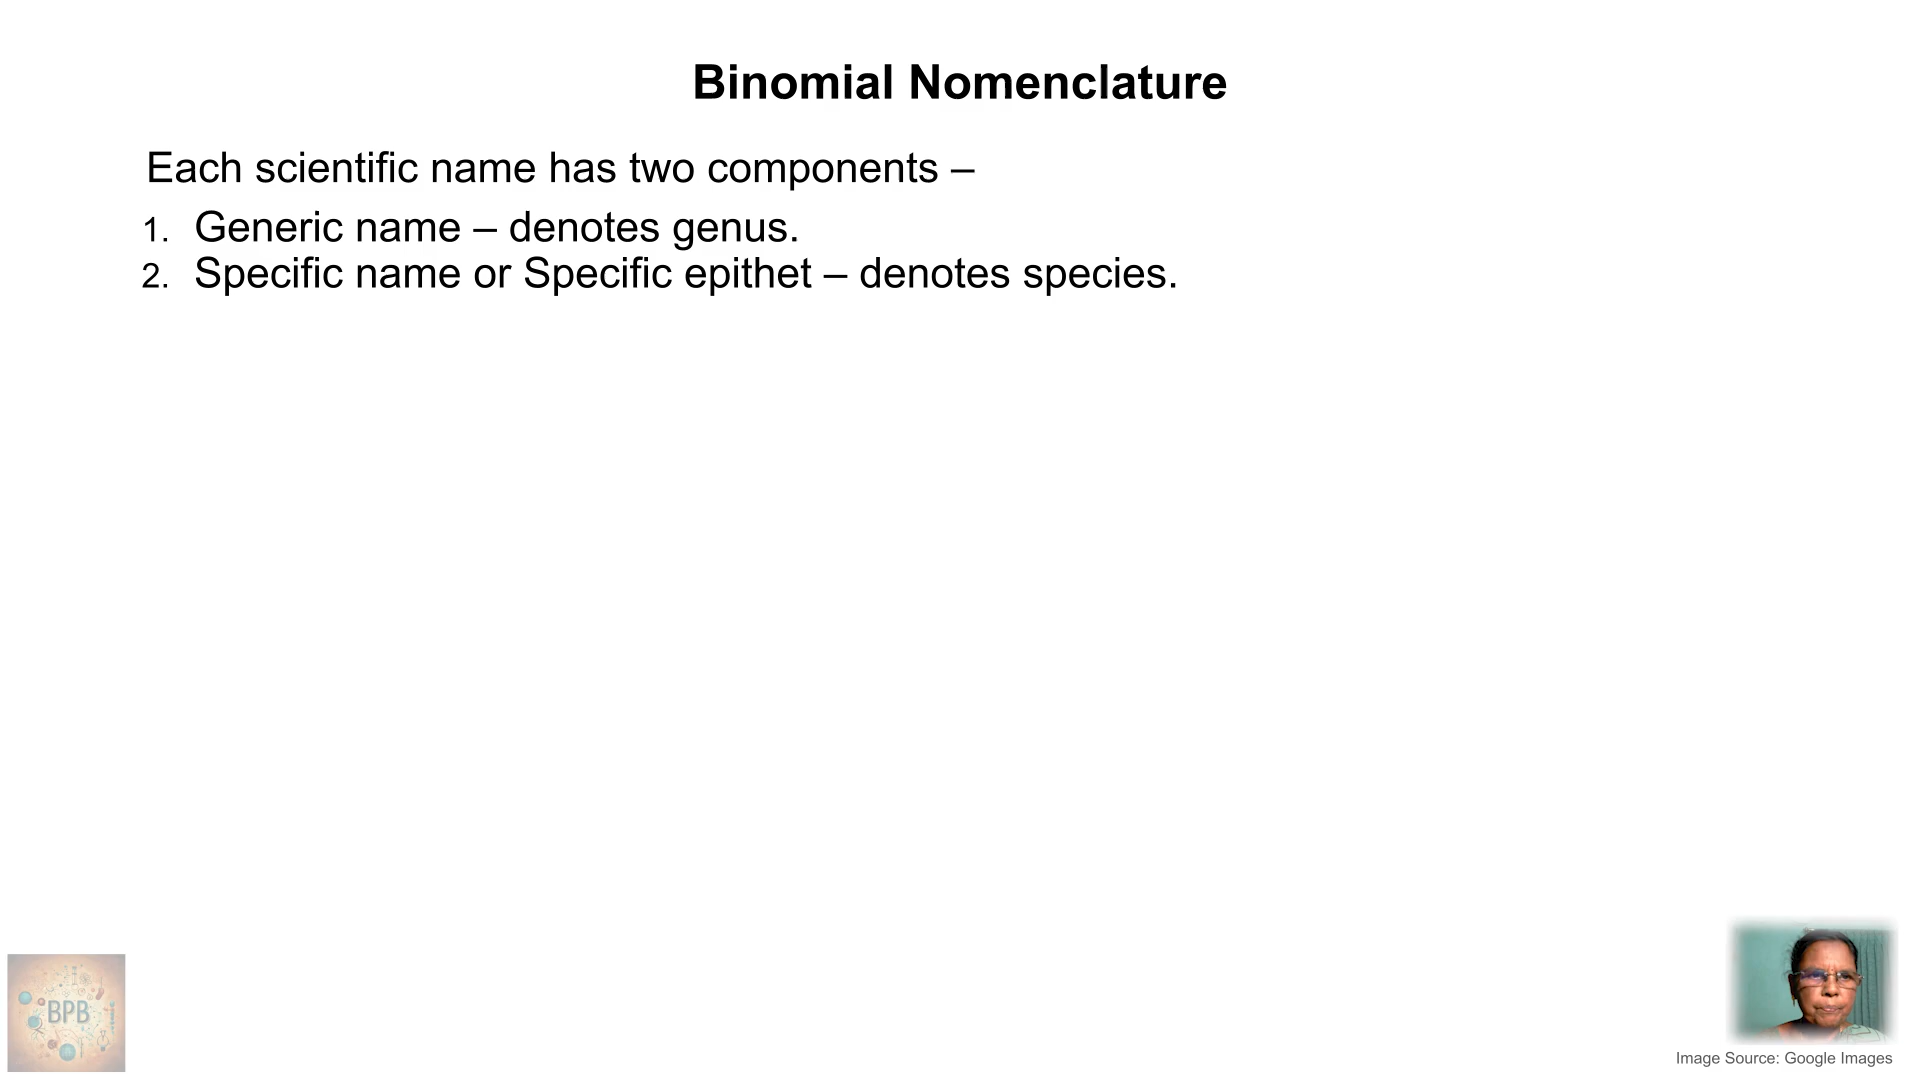 Binomial Nomenclature
Each scientific name has two components –
1. Generic name – denotes genus.
2. Specific name or Specific epithet – denotes species.
BPB
Image Source: Google Images